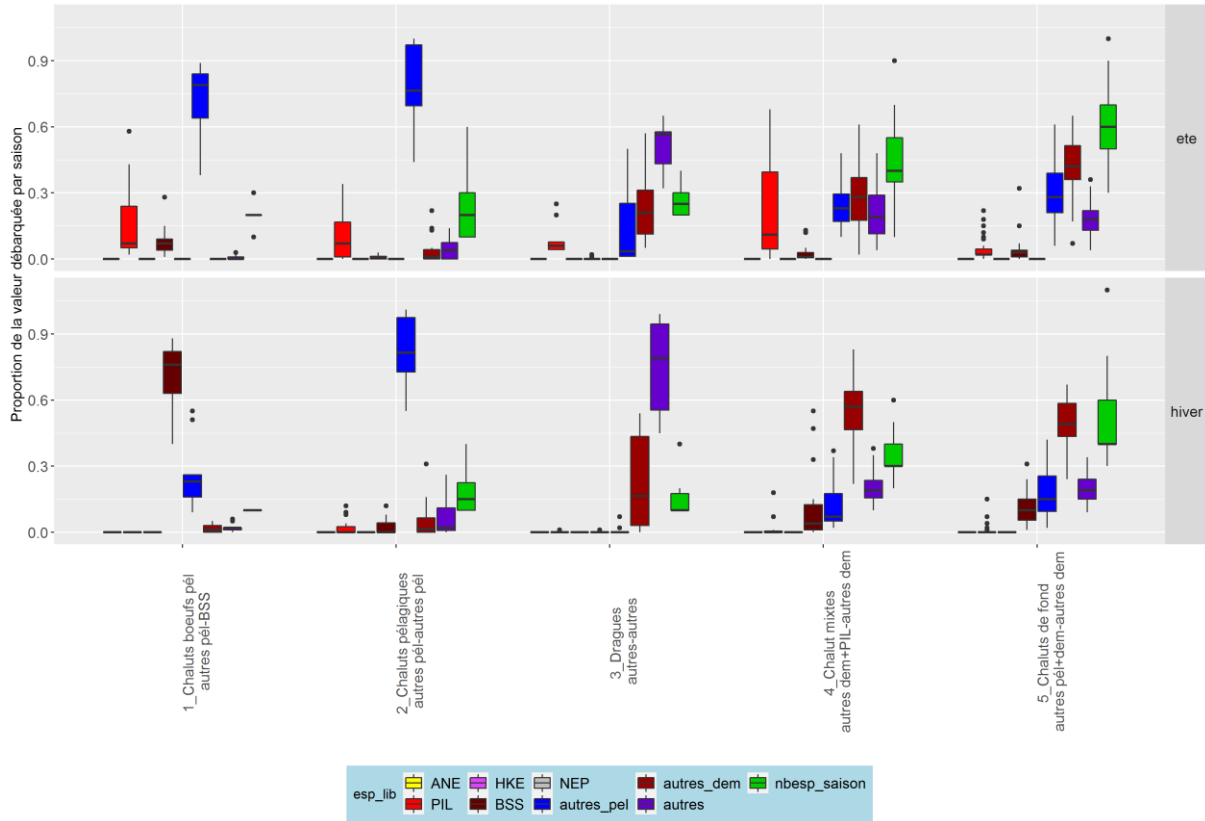 Proportion de la valeur débarquée par saison
0.9
0.6
0.3
0.0
ete
0.9
0.6
0.3
0.0
hiver
1_Chaluts boeufs pél
autres pél-BSS
2_Chaluts pélagiques
autres pél-autres pél
3_Dragues
autres-autres
4_Chalut mixtes
autres dem+PIL-autres dem
5_Chaluts de fond
autres pél+dem-autres dem
esp_lib
ANE HKE NEP autres_dem nbesp_saison
PIL BSS autres_pel autres